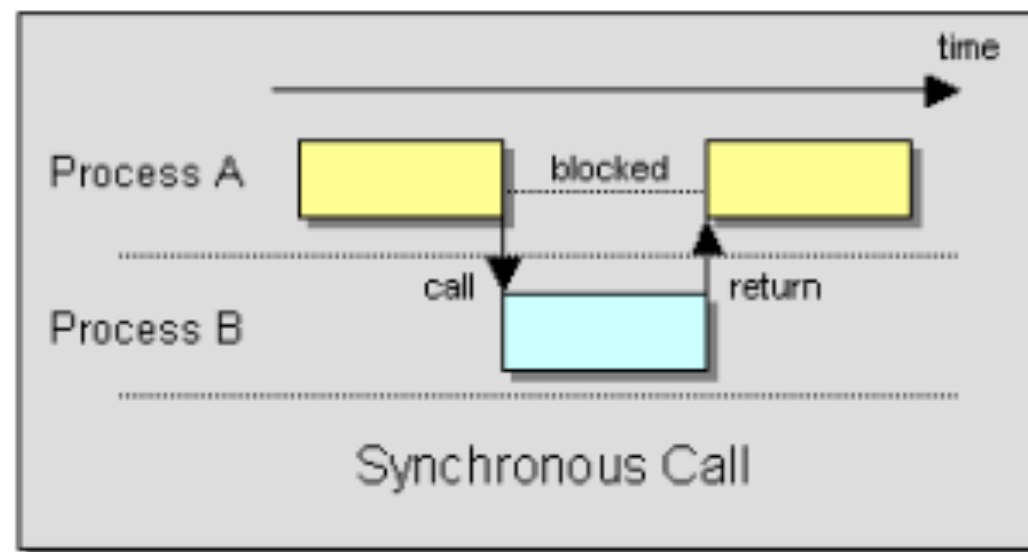 time
Process A
blocked
call
return
Process B
Synchronous Call